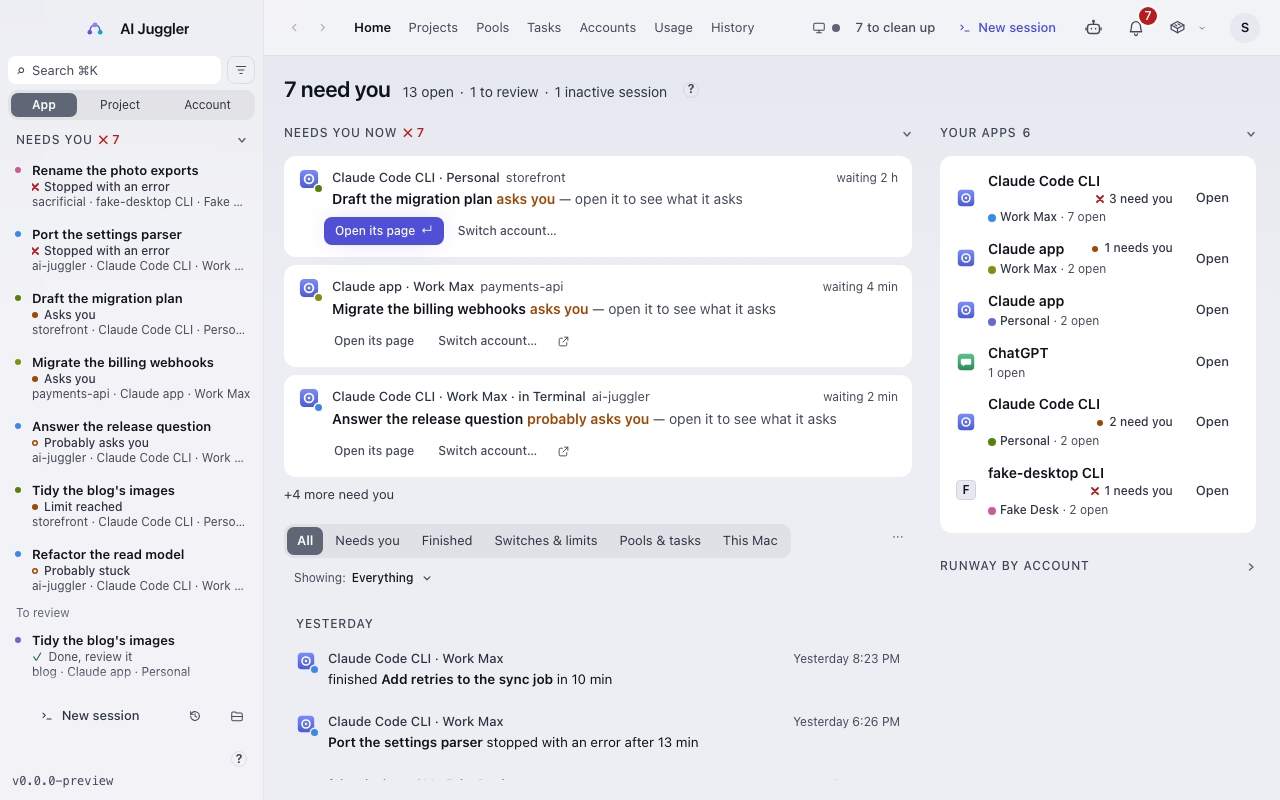 AI Juggler
Search ⌘K
App Project Account
NEEDS YOU 7
Rename the photo exports
Stopped with an error
sacrificial · fake-desktop CLI · Fake ...
Port the settings parser
Stopped with an error
ai-juggler · Claude Code CLI · Work ...
Draft the migration plan
Asks you
storefront · Claude Code CLI · Perso...
Migrate the billing webhooks
Asks you
payments-api · Claude app · Work Max
Answer the release question
Probably asks you
ai-juggler · Claude Code CLI · Work ...
Tidy the blog's images
Limit reached
storefront · Claude Code CLI · Perso...
Refactor the read model
Probably stuck
ai-juggler · Claude Code CLI · Work ...
To review
Tidy the blog's images
Done, review it
blog · Claude app · Personal
New session
?
v0.0.0-preview
Home Projects Pools Tasks Accounts Usage History
7 to clean up
New session
7
S
7 need you 13 open · 1 to review · 1 inactive session ?
NEEDS YOU NOW 7
Claude Code CLI · Personal storefront waiting 2 h
Draft the migration plan asks you — open it to see what it asks
Open its page ↵ Switch account...
Claude app · Work Max payments-api waiting 4 min
Migrate the billing webhooks asks you — open it to see what it asks
Open its page Switch account...
Claude Code CLI · Work Max · in Terminal ai-juggler waiting 2 min
Answer the release question probably asks you — open it to see what it asks
Open its page Switch account...
+4 more need you
All Needs you Finished Switches & limits Pools & tasks This Mac ...
Showing: Everything
YESTERDAY
Claude Code CLI · Work Max Yesterday 8:23 PM
finished Add retries to the sync job in 10 min
Claude Code CLI · Work Max Yesterday 6:26 PM
Port the settings parser stopped with an error after 13 min
YOUR APPS 6
Claude Code CLI
3 need you Open
Work Max · 7 open
Claude app 1 needs you Open
Work Max · 2 open
Claude app Open
Personal · 2 open
ChatGPT Open
1 open
Claude Code CLI
2 need you Open
Personal · 2 open
F
fake-desktop CLI
1 needs you Open
Fake Desk · 2 open
RUNWAY BY ACCOUNT